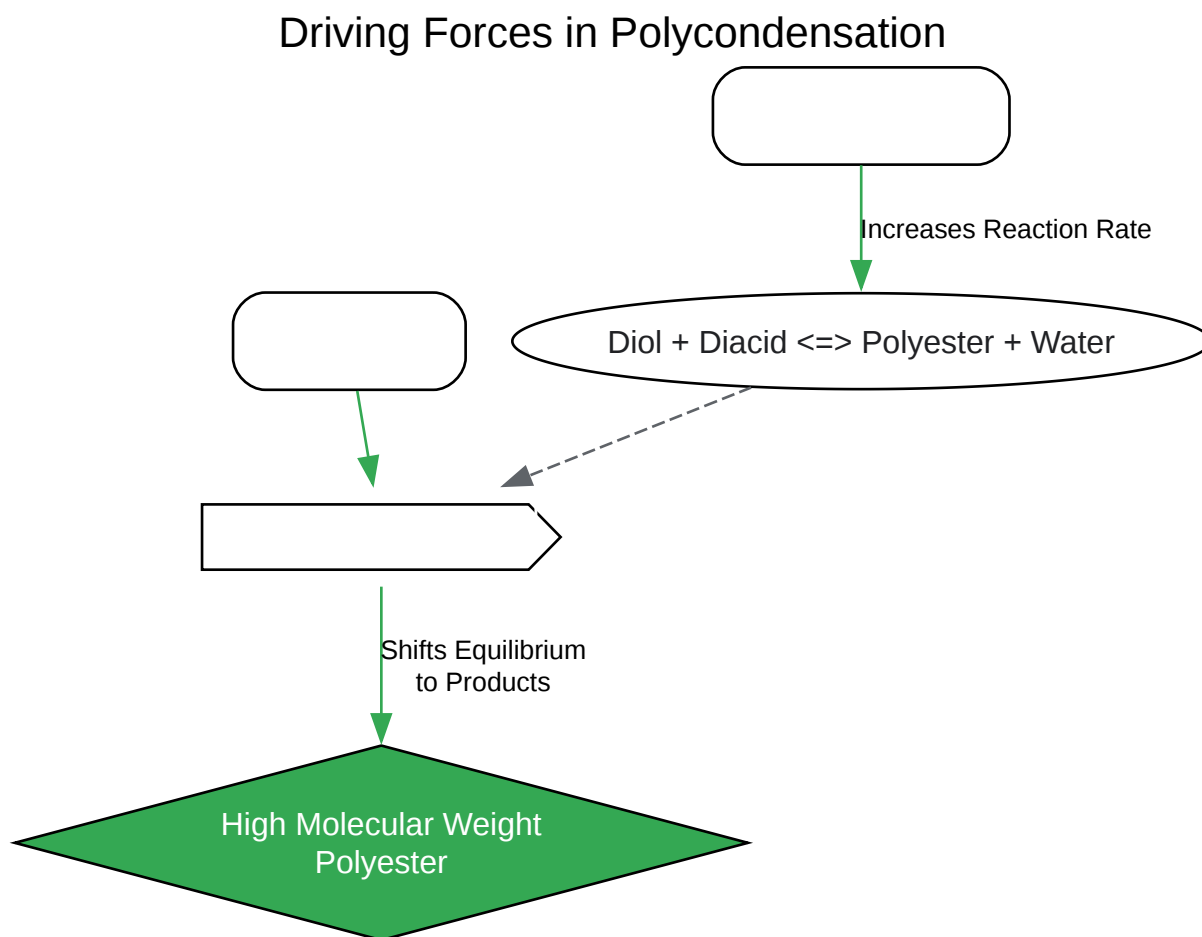 Driving Forces in Polycondensation
Increases Reaction Rate
Diol + Diacid <=> Polyester + Water
Shifts Equilibrium
to Products
High Molecular Weight
Polyester